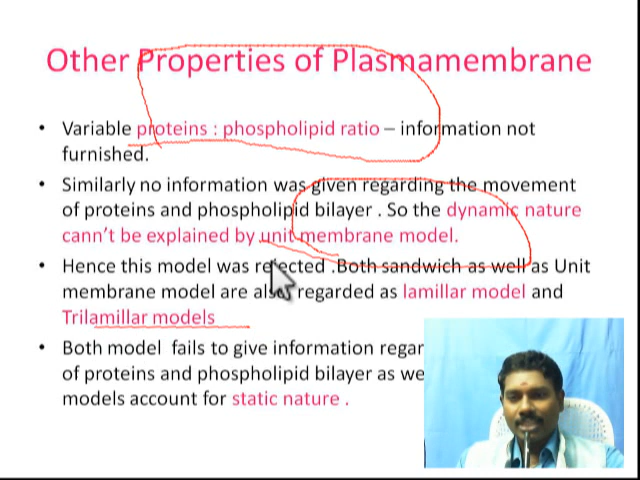 Other Properties of Plasmamembrane
• Variable proteins : phospholipid ratio – information not
furnished.
• Similarly no information was given regarding the movement
of proteins and phospholipid bilayer . So the dynamic nature
cann't be explained by unit membrane model.
• Hence this model was rejected .Both sandwich as well as Unit
membrane model are also regarded as lamillar model and
Trilamillar models
• Both model fails to give information
of proteins and phospholipid bilayer as
models account for static nature .